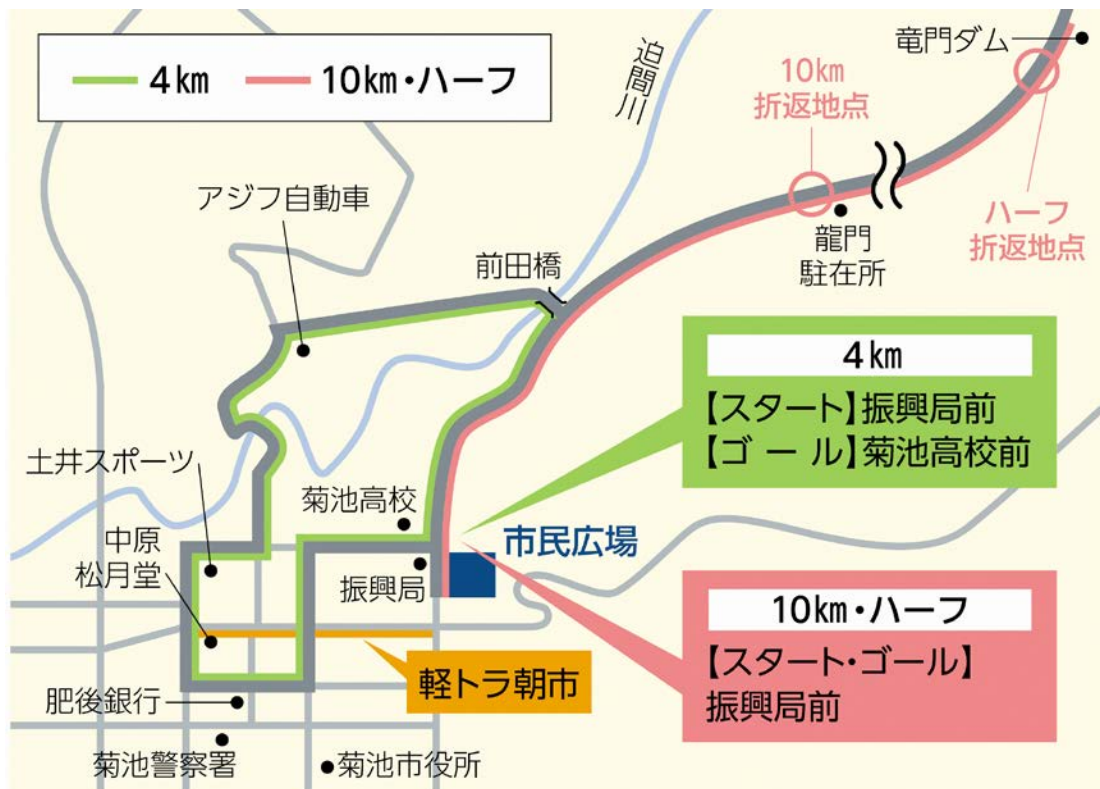 4km
10km・ハーフ
迫間川
竜門ダム
10km
折返地点
ハーフ
折返地点
龍門
駐在所
アジフ自動車
前田橋
4km
【スタート】振興局前
【ゴール】菊池高校前
土井スポーツ
菊池高校
市民広場
中原
松月堂
振興局
10km・ハーフ
【スタート・ゴール】
振興局前
軽トラ朝市
肥後銀行
菊池警察署
菊池市役所